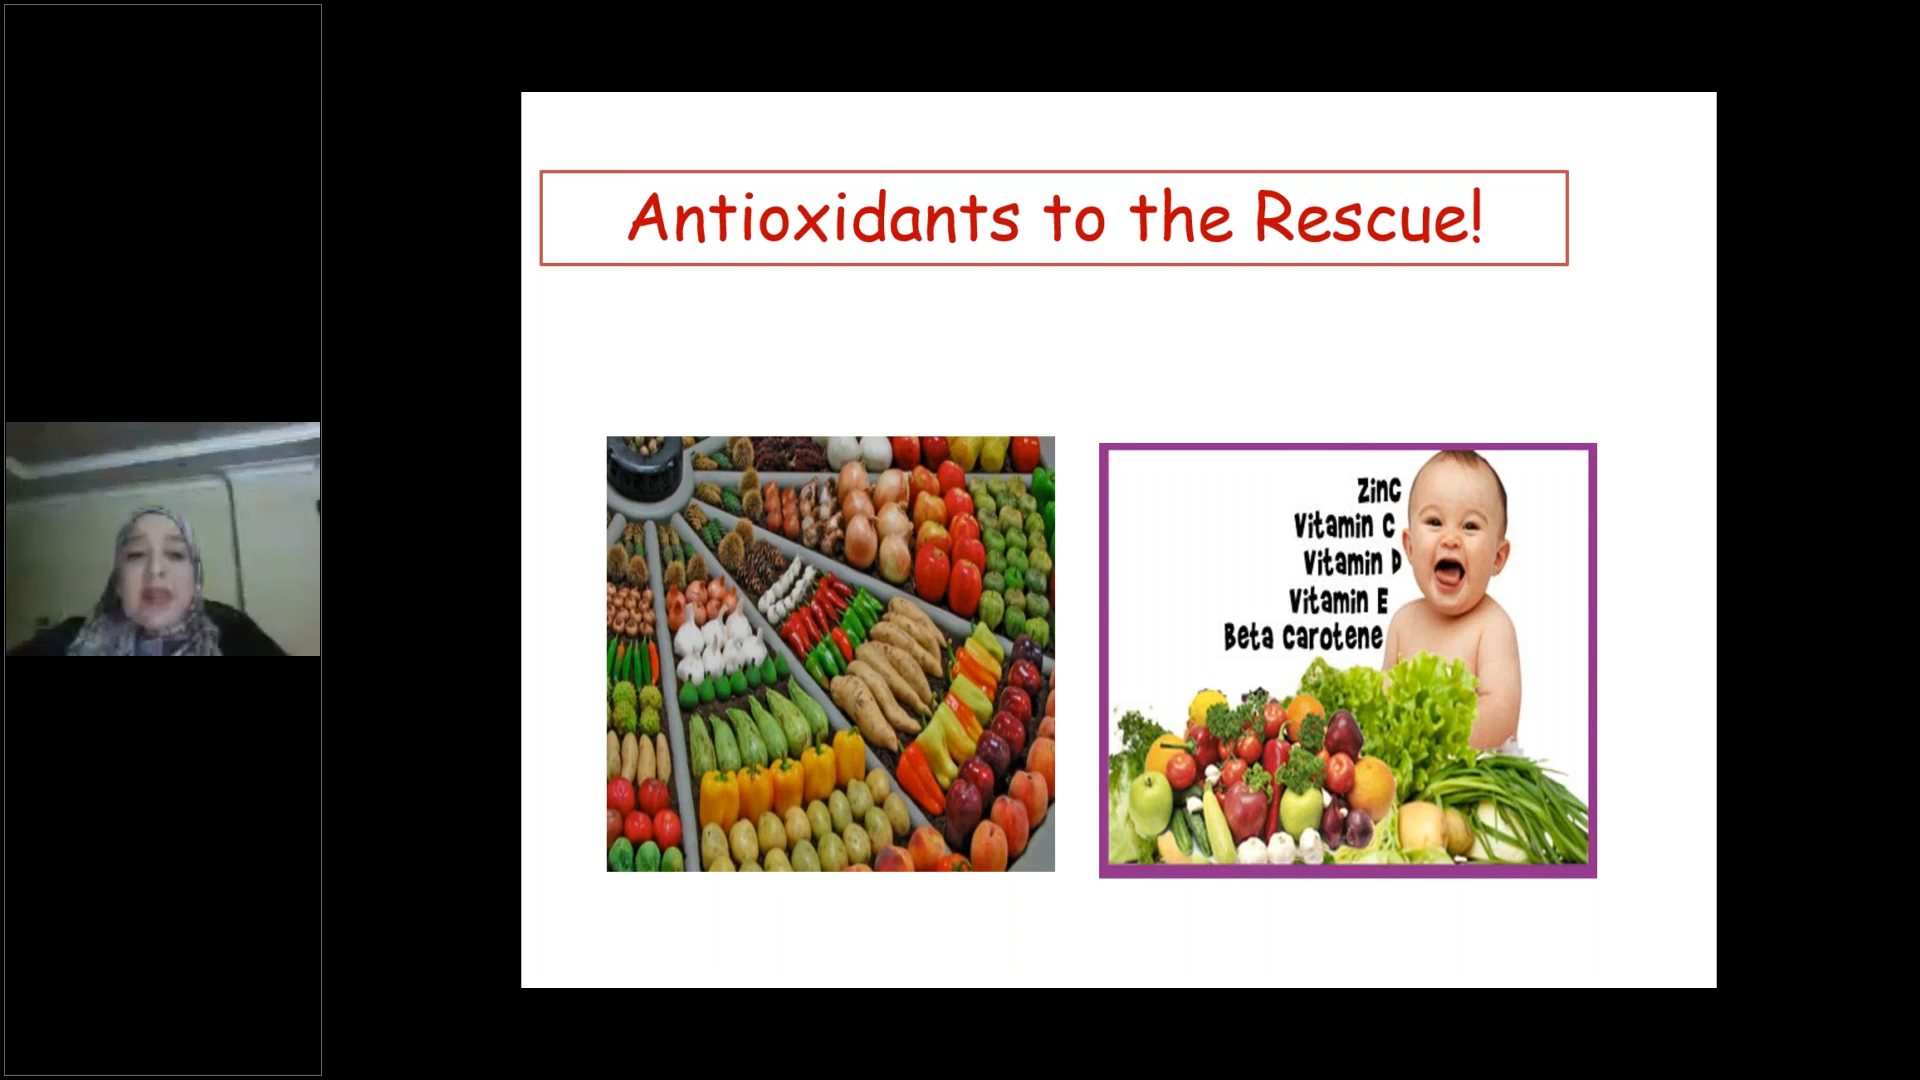 Antioxidants to the Rescue!
Zinc
Vitamin C
Vitamin D
Vitamin E
Beta Carotene